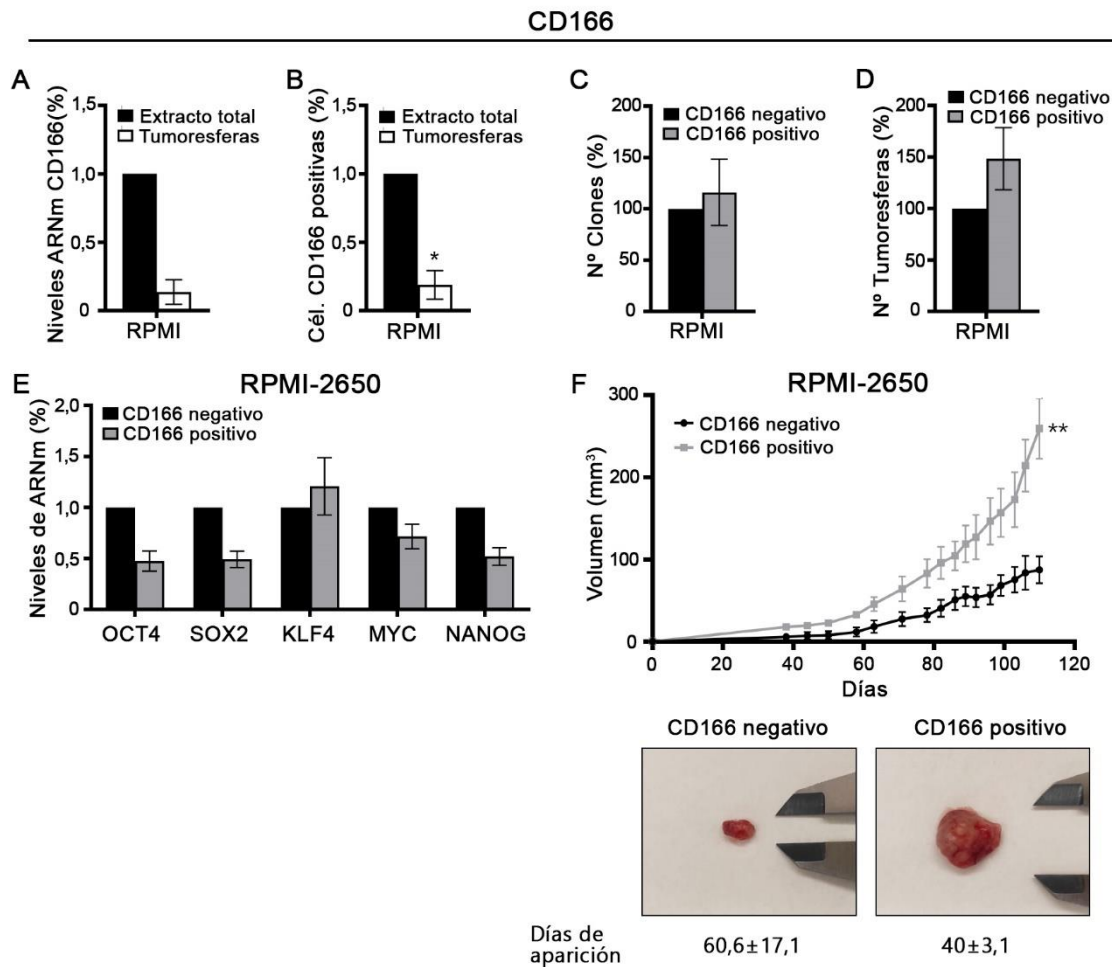 CD166
A
Niveles ARNm CD166(%)
1,5
1,0
0,5
0
Extracto total
Tumoresferas
RPMI
B
Cél. CD166 positivas (%)
1,5
1,0
0,5
0
Extracto total
Tumoresferas
*
RPMI
C
Nº Clones (%)
200
150
100
50
0
CD166 negativo
CD166 positivo
RPMI
D
Nº Tumoresferas (%)
200
150
100
50
0
CD166 negativo
CD166 positivo
RPMI
E
RPMI-2650
Niveles de ARNm (%)
2,0
1,5
1,0
0,5
0
CD166 negativo
CD166 positivo
OCT4 SOX2 KLF4 MYC NANOG
F
RPMI-2650
Volumen (mm³)
300
200
100
0
CD166 negativo
CD166 positivo
**
0 20 40 60 80 100 120
Días
CD166 negativo CD166 positivo
Días de
aparición
60,6±17,1 40±3,1